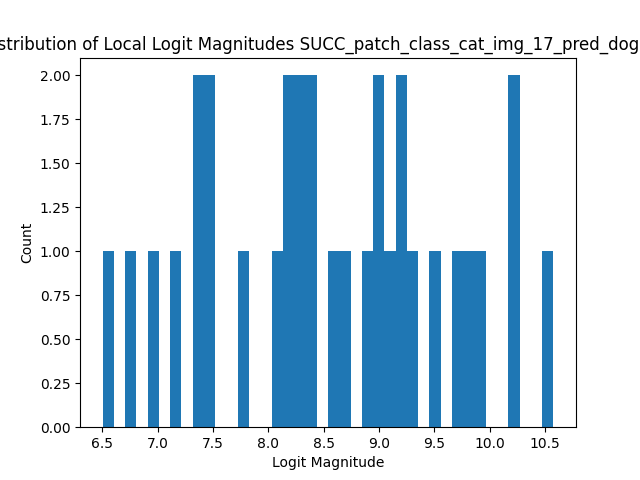 stribution of Local Logit Magnitudes SUCC_patch_class_cat_img_17_pred_dog
2.00
1.75
1.50
1.25
1.00
0.75
0.50
0.25
0.00
Count
6.5 7.0 7.5 8.0 8.5 9.0 9.5 10.0 10.5
Logit Magnitude